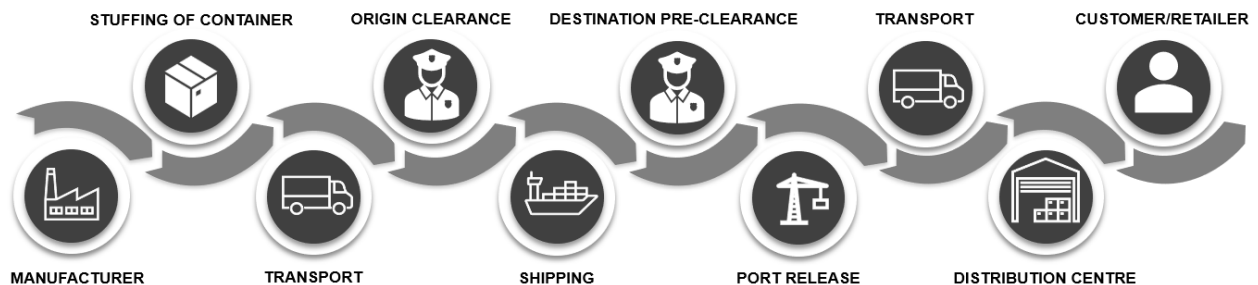 STUFFING OF CONTAINER
ORIGIN CLEARANCE
DESTINATION PRE-CLEARANCE
TRANSPORT
CUSTOMER/RETAILER
MANUFACTURER
TRANSPORT
SHIPPING
PORT RELEASE
DISTRIBUTION CENTRE